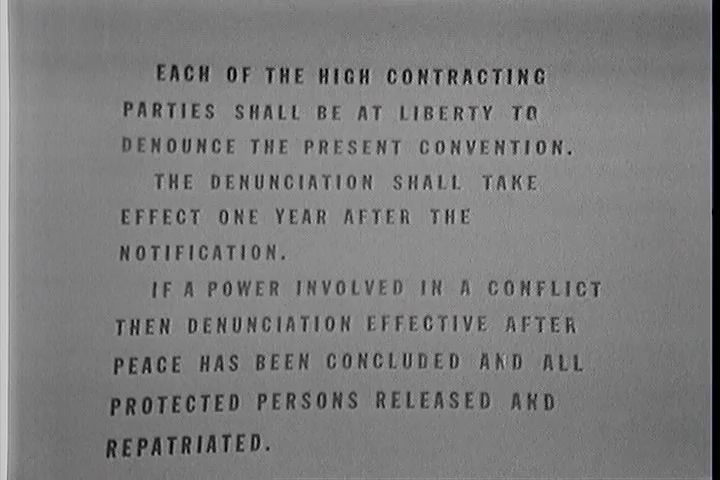 EACH OF THE HIGH CONTRACTING
PARTIES SHALL BE AT LIBERTY TO
DENOUNCE THE PRESENT CONVENTION.
THE DENUNCIATION SHALL TAKE
EFFECT ONE YEAR AFTER THE
NOTIFICATION.
IF A POWER INVOLVED IN A CONFLICT
THEN DENUNCIATION EFFECTIVE AFTER
PEACE HAS BEEN CONCLUDED AND ALL
PROTECTED PERSONS RELEASED AND
REPATRIATED.